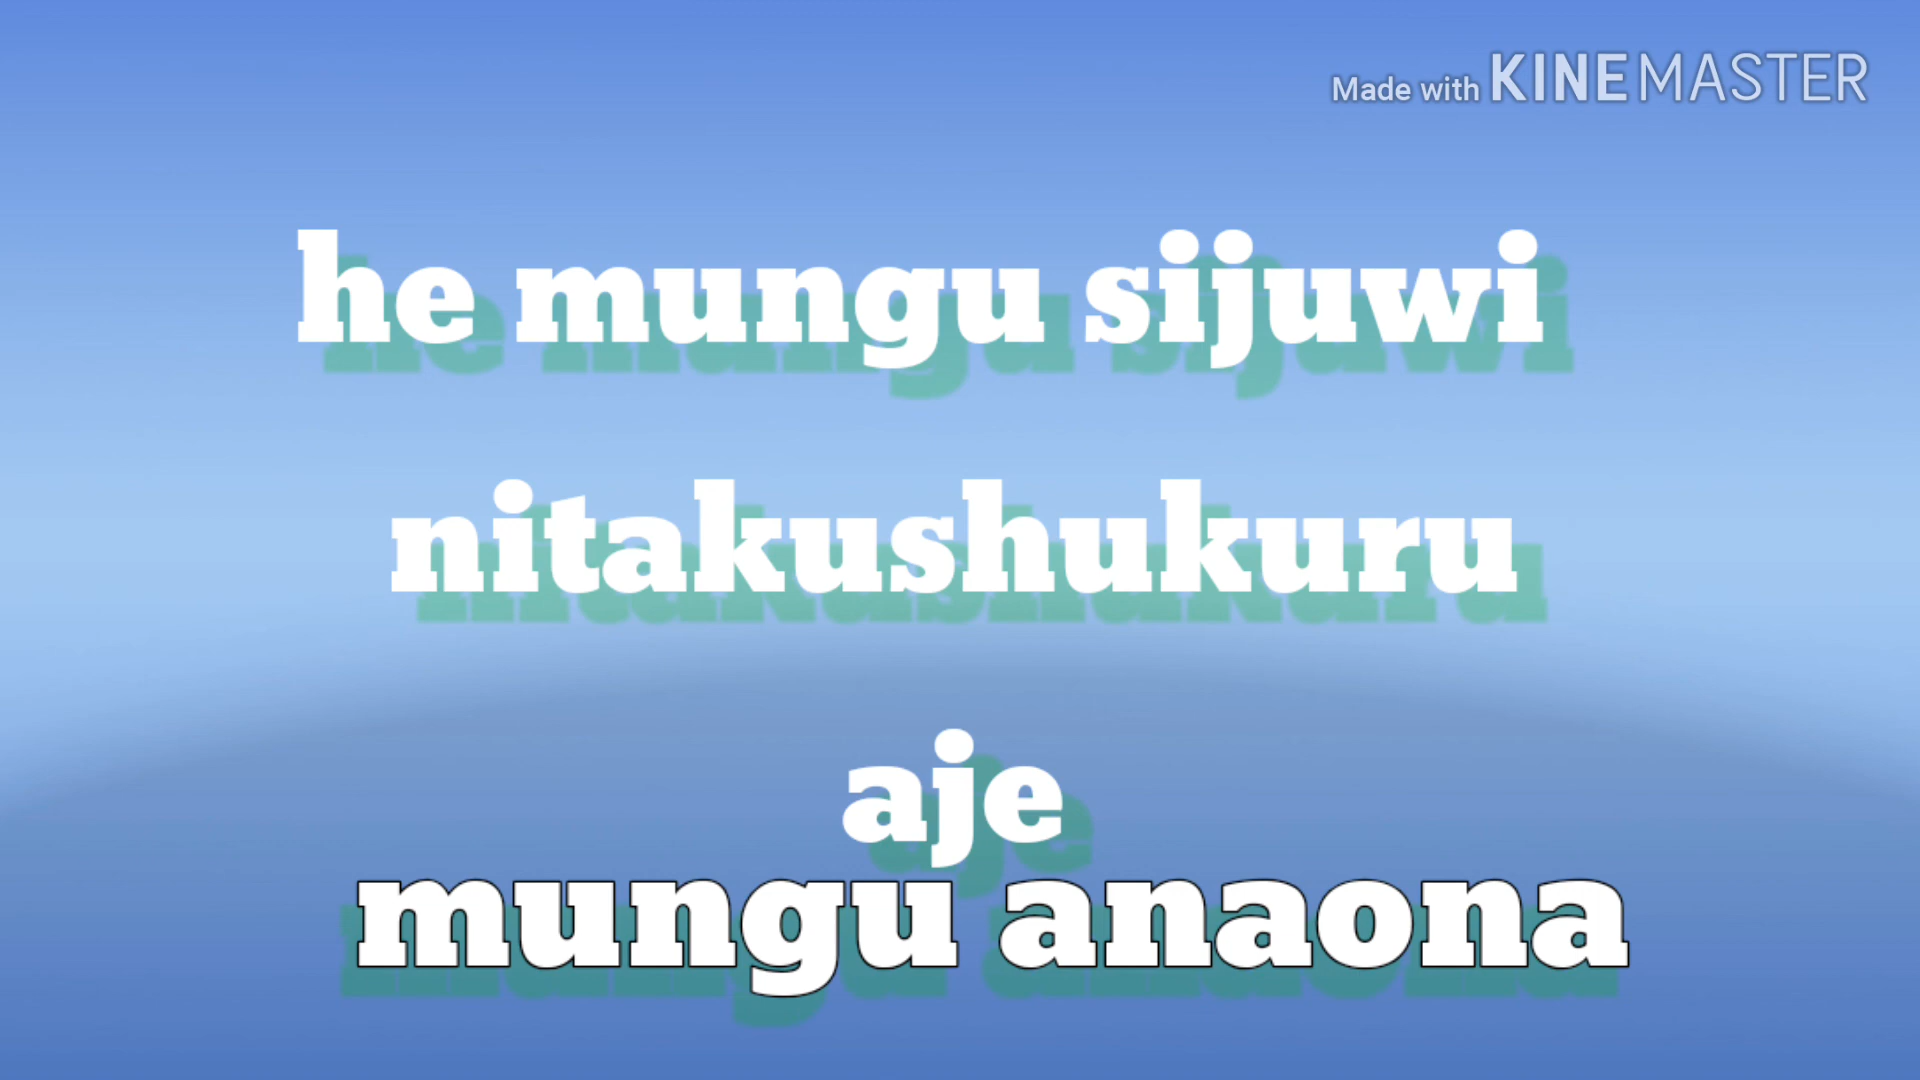 Made with KINEMASTER
he mungu sijuwi
nitakushukuru
aje
mungu anaona